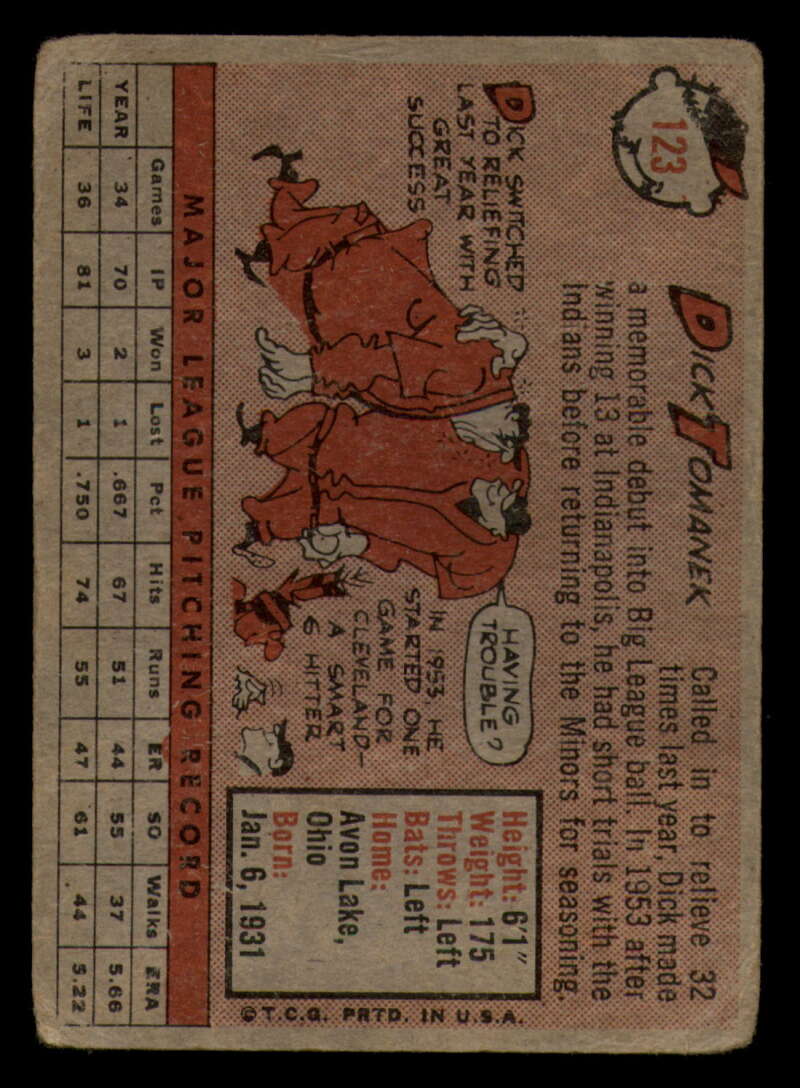 123
DICK TOMANEK
Called in to relieve 32
times last year, Dick made
a memorable debut into Big League ball. In 1953 after
winning 13 at Indianapolis, he had short trials with the
Indians before returning to the Minors for seasoning.
DICK SWITCHED
TO RELIEFING
LAST YEAR WITH
GREAT
SUCCESS
HAVING
TROUBLE?
IN 1953, HE
STARTED ONE
GAME FOR
CLEVELAND-
A SMART
6 HITTER
Height: 6'1"
Weight: 175
Throws: Left
Bats: Left
Home:
Avon Lake,
Ohio
Born:
Jan. 6, 1931
©T.C.G. PRTD. IN U.S.A.
MAJOR LEAGUE PITCHING RECORD
Games IP Won Lost Pct Hits Runs ER SO Walks ERA
YEAR 34 70 2 1 .667 67 51 44 55 37 5.66
LIFE 36 81 3 1 .750 74 55 47 61 44 5.22